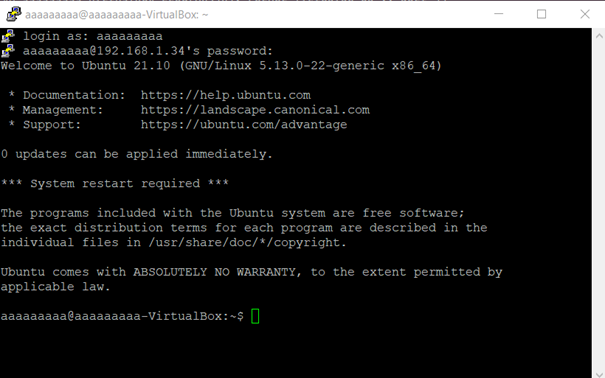 aaaaaaaaa@aaaaaaaaa-VirtualBox: ~
login as: aaaaaaaaa
aaaaaaaaa@192.168.1.34's password:
Welcome to Ubuntu 21.10 (GNU/Linux 5.13.0-22-generic x86_64)
* Documentation:  https://help.ubuntu.com
* Management:     https://landscape.canonical.com
* Support:        https://ubuntu.com/advantage
0 updates can be applied immediately.
*** System restart required ***
The programs included with the Ubuntu system are free software;
the exact distribution terms for each program are described in the
individual files in /usr/share/doc/*/copyright.
Ubuntu comes with ABSOLUTELY NO WARRANTY, to the extent permitted by
applicable law.
aaaaaaaaa@aaaaaaaaa-VirtualBox:~$